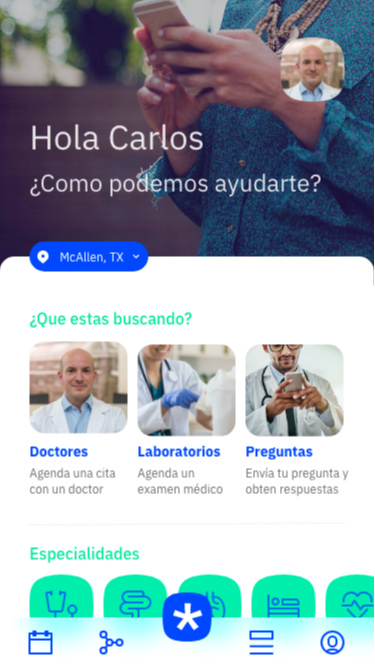 Hola Carlos
¿Como podemos ayudarte?
McAllen, TX
¿Que estas buscando?
Doctores
Laboratorios
Preguntas
Agenda una cita
con un doctor
Agenda un
examen médico
Envía tu pregunta y
obten respuestas
Especialidades